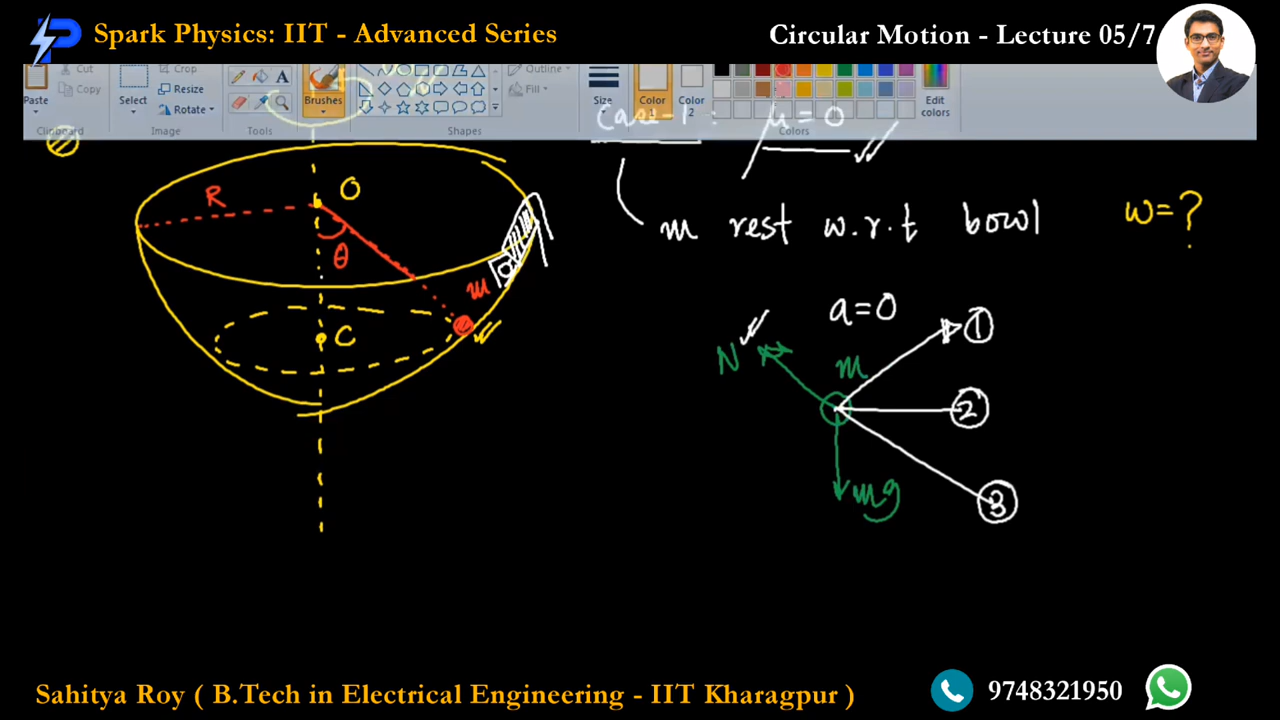 Spark Physics: IIT - Advanced Series
Circular Motion - Lecture 05/7
Cut
Copy
Paste
Clipboard
Select
Crop
Resize
Rotate
Image
A
Tools
Brushes
Shapes
Outline
Fill
Size
Color
1
Color
2
Edit
colors
Colors
Case-1: μ = 0
m rest w.r.t bowl
w = ?
R
O
θ
m
C
a = 0
N
m
mg
1
2
3
Sahitya Roy ( B.Tech in Electrical Engineering - IIT Kharagpur )
9748321950